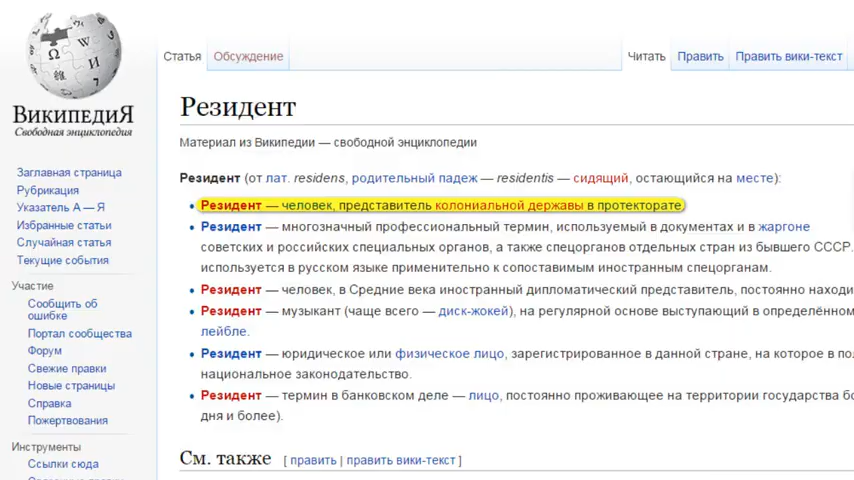 ВИКИПЕДИЯ
Свободная энциклопедия
Заглавная страница
Рубрикация
Указатель А — Я
Избранные статьи
Случайная статья
Текущие события
Участие
Сообщить об
ошибке
Портал сообщества
Форум
Свежие правки
Новые страницы
Справка
Пожертвования
Инструменты
Ссылки сюда
Статья Обсуждение Читать Править Править вики-текст
Резидент
Материал из Википедии — свободной энциклопедии
Резидент (от лат. residens, родительный падеж — residentis — сидящий, остающийся на месте):
Резидент — человек, представитель колониальной державы в протекторате.
Резидент — многозначный профессиональный термин, используемый в документах и в жаргоне
советских и российских специальных органов, а также спецорганов отдельных стран из бывшего СССР.
используется в русском языке применительно к сопоставимым иностранным спецорганам.
Резидент — человек, в Средние века иностранный дипломатический представитель, постоянно находи
Резидент — музыкант (чаще всего — диск-жокей), на регулярной основе выступающий в определённом
лейбле.
Резидент — юридическое или физическое лицо, зарегистрированное в данной стране, на которое в по
национальное законодательство.
Резидент — термин в банковском деле — лицо, постоянно проживающее на территории государства бо
дня и более).
См. также [ править | править вики-текст ]